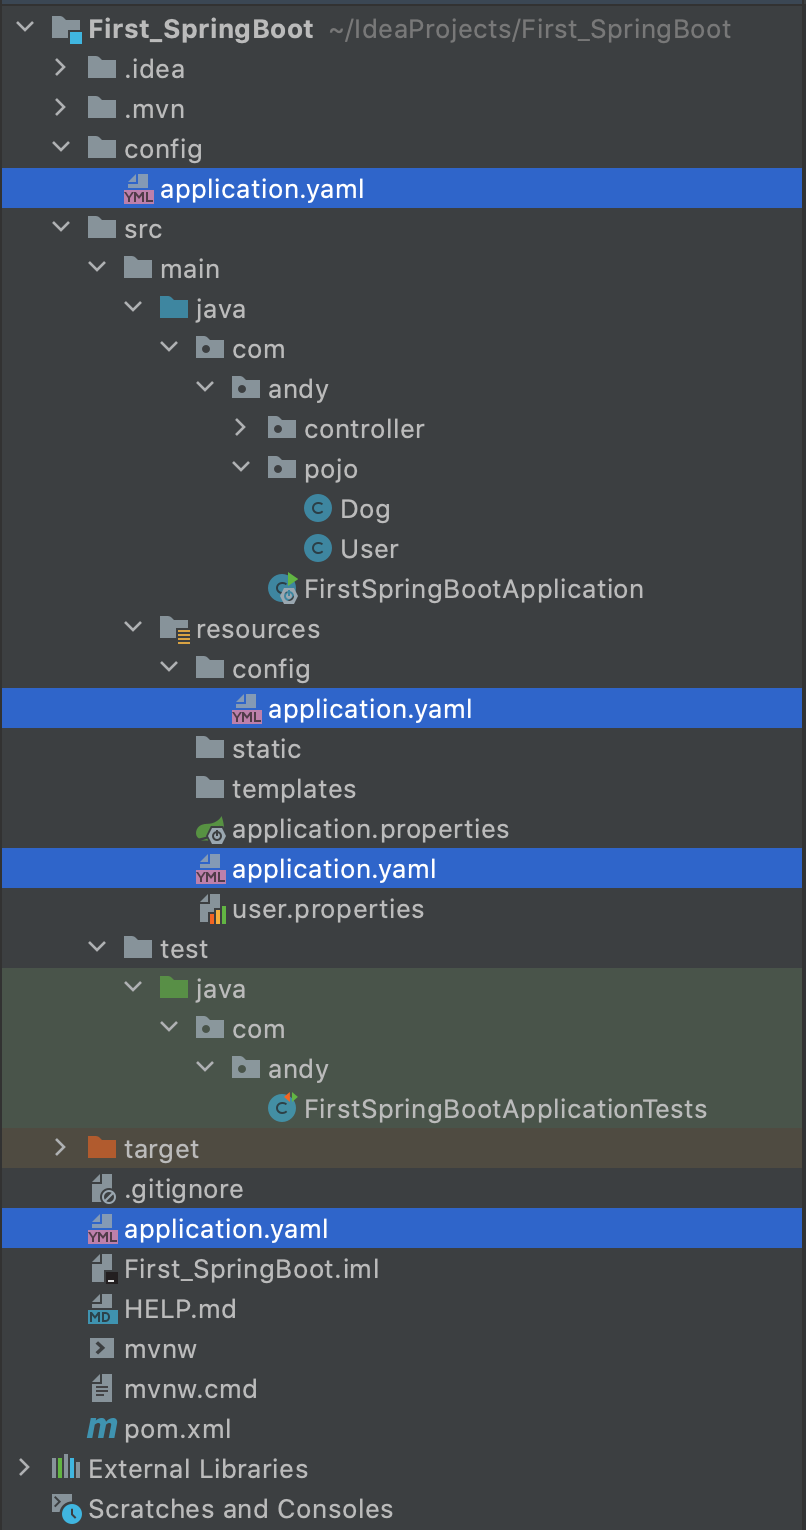 First_SpringBoot ~/IdeaProjects/First_SpringBoot
.idea
.mvn
config
YML application.yaml
src
main
java
com
andy
controller
pojo
C Dog
C User
C FirstSpringBootApplication
resources
config
YML application.yaml
static
templates
application.properties
YML application.yaml
user.properties
test
java
com
andy
C FirstSpringBootApplicationTests
target
.gitignore
YML application.yaml
First_SpringBoot.iml
MD HELP.md
mvnw
mvnw.cmd
m pom.xml
External Libraries
Scratches and Consoles